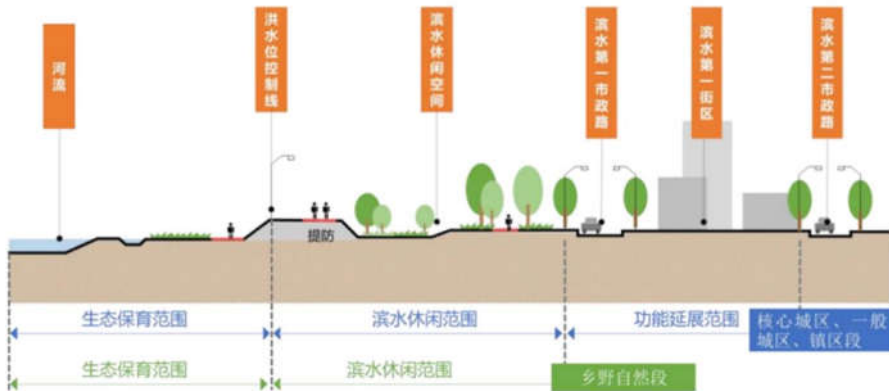 河流
洪水位控制线
滨水休闲空间
滨水第一市政路
滨水第一街区
滨水第二市政路
提防
生态保育范围
滨水休闲范围
功能延展范围
核心城区、一般
城区、镇区段
生态保育范围
滨水休闲范围
乡野自然段